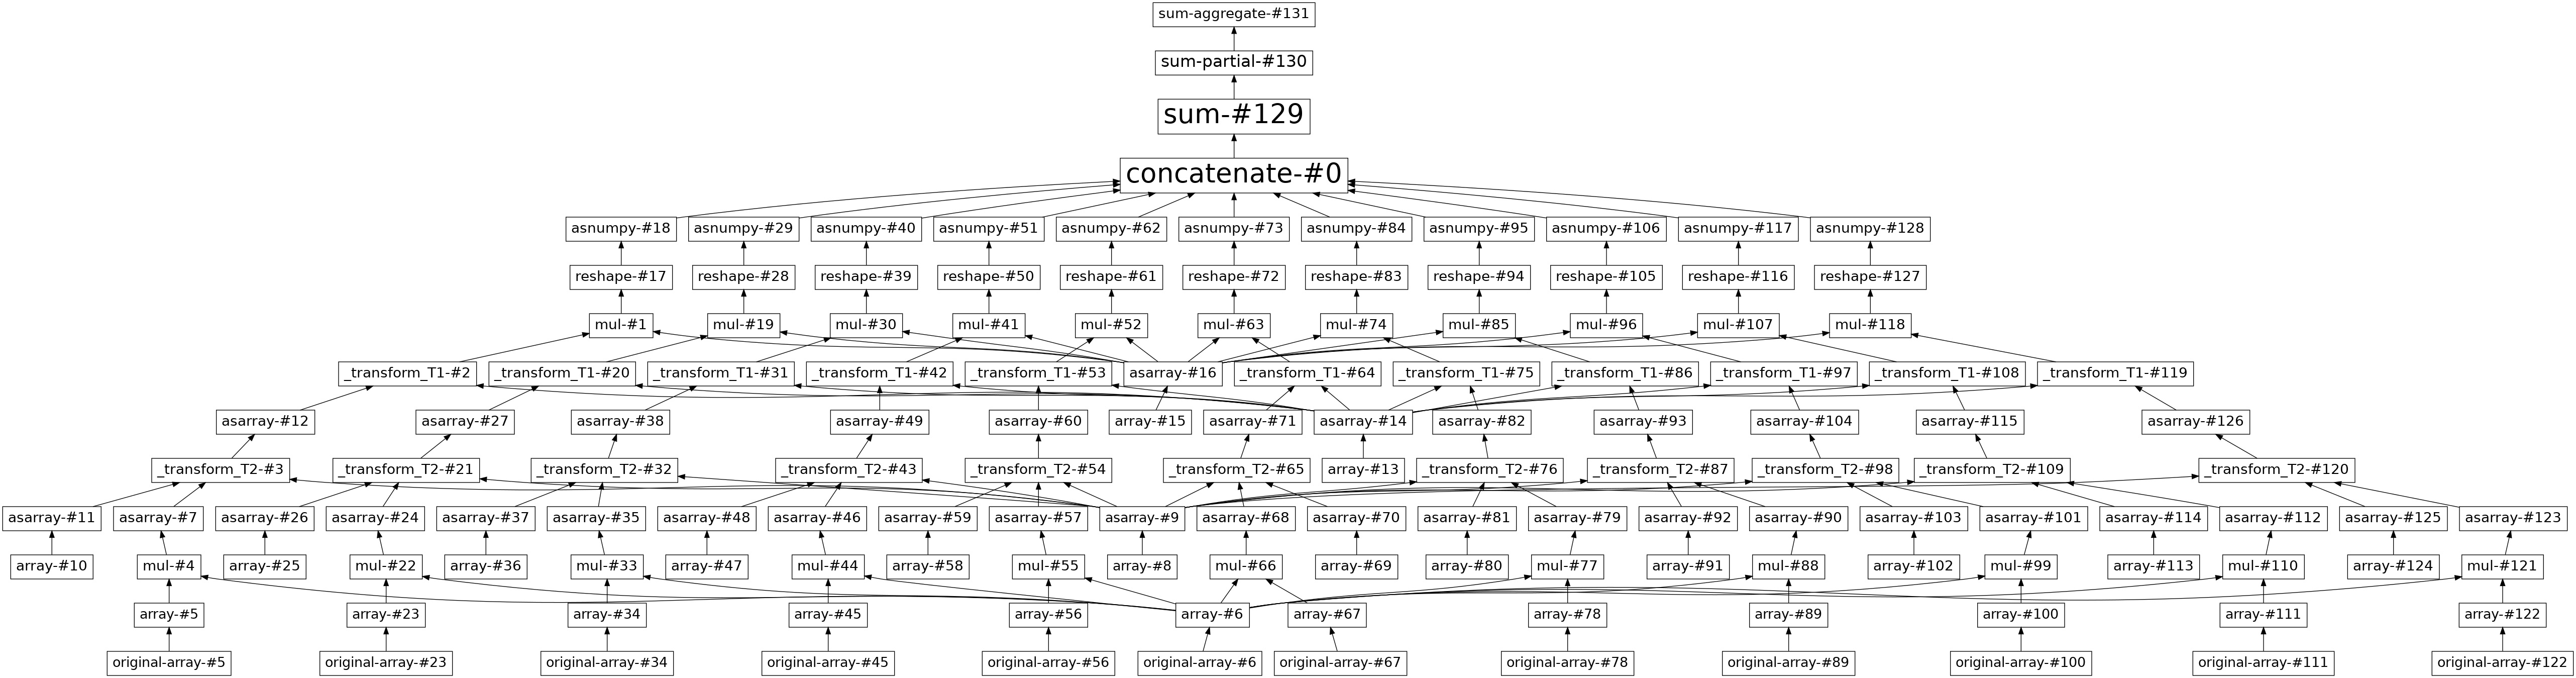 sum-aggregate-#131
sum-partial-#130
sum-#129
concatenate-#0
asnumpy-#18 asnumpy-#29 asnumpy-#40 asnumpy-#51 asnumpy-#62 asnumpy-#73 asnumpy-#84 asnumpy-#95 asnumpy-#106 asnumpy-#117 asnumpy-#128
reshape-#17 reshape-#28 reshape-#39 reshape-#50 reshape-#61 reshape-#72 reshape-#83 reshape-#94 reshape-#105 reshape-#116 reshape-#127
mul-#1 mul-#19 mul-#30 mul-#41 mul-#52 mul-#63 mul-#74 mul-#85 mul-#96 mul-#107 mul-#118
_transform_T1-#2 _transform_T1-#20 _transform_T1-#31 _transform_T1-#42 _transform_T1-#53 asarray-#16 _transform_T1-#64 _transform_T1-#75 _transform_T1-#86 _transform_T1-#97 _transform_T1-#108 _transform_T1-#119
asarray-#12 asarray-#27 asarray-#38 asarray-#49 asarray-#60 array-#15 asarray-#71 asarray-#14 asarray-#82 asarray-#93 asarray-#104 asarray-#115 asarray-#126
_transform_T2-#3 _transform_T2-#21 _transform_T2-#32 _transform_T2-#43 _transform_T2-#54 _transform_T2-#65 array-#13 _transform_T2-#76 _transform_T2-#87 _transform_T2-#98 _transform_T2-#109 _transform_T2-#120
asarray-#11 asarray-#7 asarray-#26 asarray-#24 asarray-#37 asarray-#35 asarray-#48 asarray-#46 asarray-#59 asarray-#57 asarray-#9 asarray-#68 asarray-#70 asarray-#81 asarray-#79 asarray-#92 asarray-#90 asarray-#103 asarray-#101 asarray-#114 asarray-#112 asarray-#125 asarray-#123
array-#10 mul-#4 array-#25 mul-#22 array-#36 mul-#33 array-#47 mul-#44 array-#58 mul-#55 array-#8 mul-#66 array-#69 array-#80 mul-#77 array-#91 mul-#88 array-#102 mul-#99 array-#113 mul-#110 array-#124 mul-#121
array-#5 array-#23 array-#34 array-#45 array-#56 array-#6 array-#67 array-#78 array-#89 array-#100 array-#111 array-#122
original-array-#5 original-array-#23 original-array-#34 original-array-#45 original-array-#56 original-array-#6 original-array-#67 original-array-#78 original-array-#89 original-array-#100 original-array-#111 original-array-#122